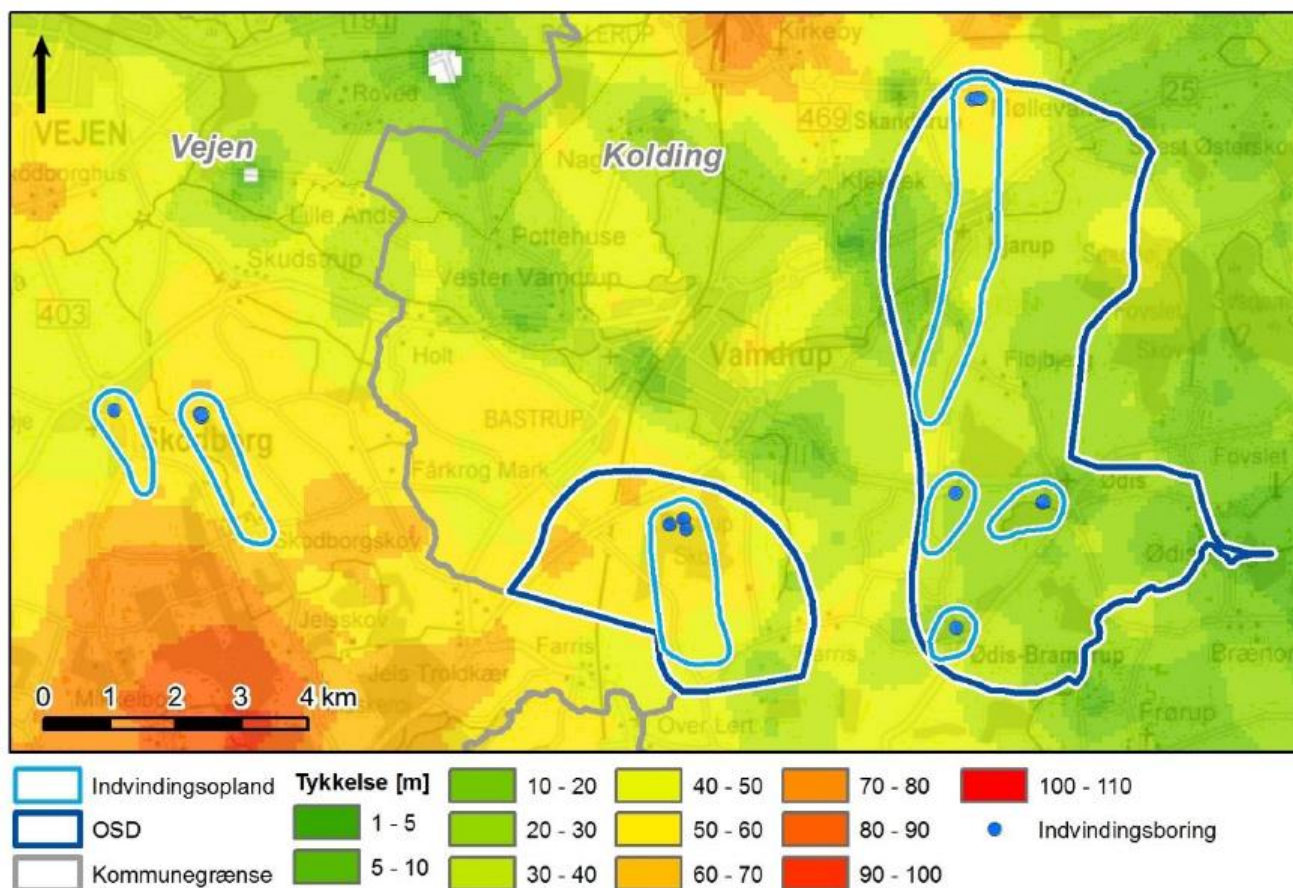 191
Kirkeby
Roved
VEJEN
Vejen
469
25
Kolding
Lille Ands
Pottehuse
Skudstrup
Vester Vamdrup
403
Holt
Vamdrup
Fløjbjerg
BASTRUP
Skodborg
Fårkrog Mark
Fovslet
Ødis
Skodborgskov
Jelsskov
Farris
Ødis-Bramdrup
Jels Troldkær
Frørup
Over Lert
0 1 2 3 4 km
Indvindingsopland
OSD
Kommunegrænse
Tykkelse [m]
1 - 5
5 - 10
10 - 20
20 - 30
30 - 40
40 - 50
50 - 60
60 - 70
70 - 80
80 - 90
90 - 100
100 - 110
Indvindingsboring